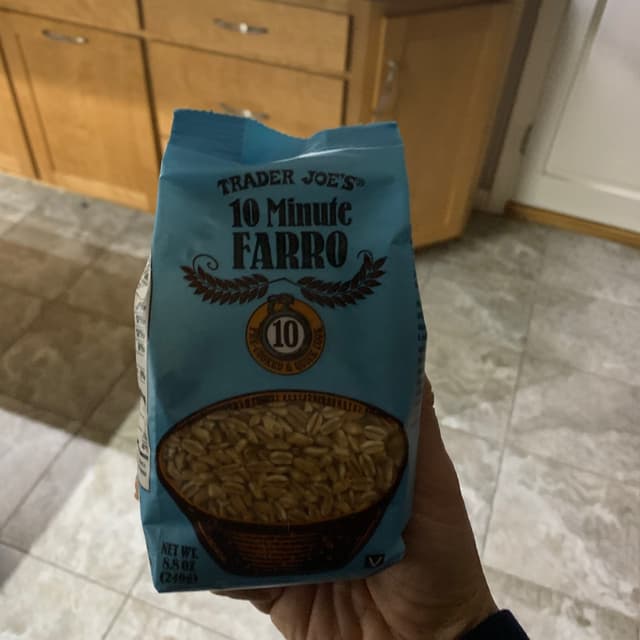 TRADER JOE'S®
10 Minute
FARRO
10
NET WT.
8.8 OZ
(249g)
V